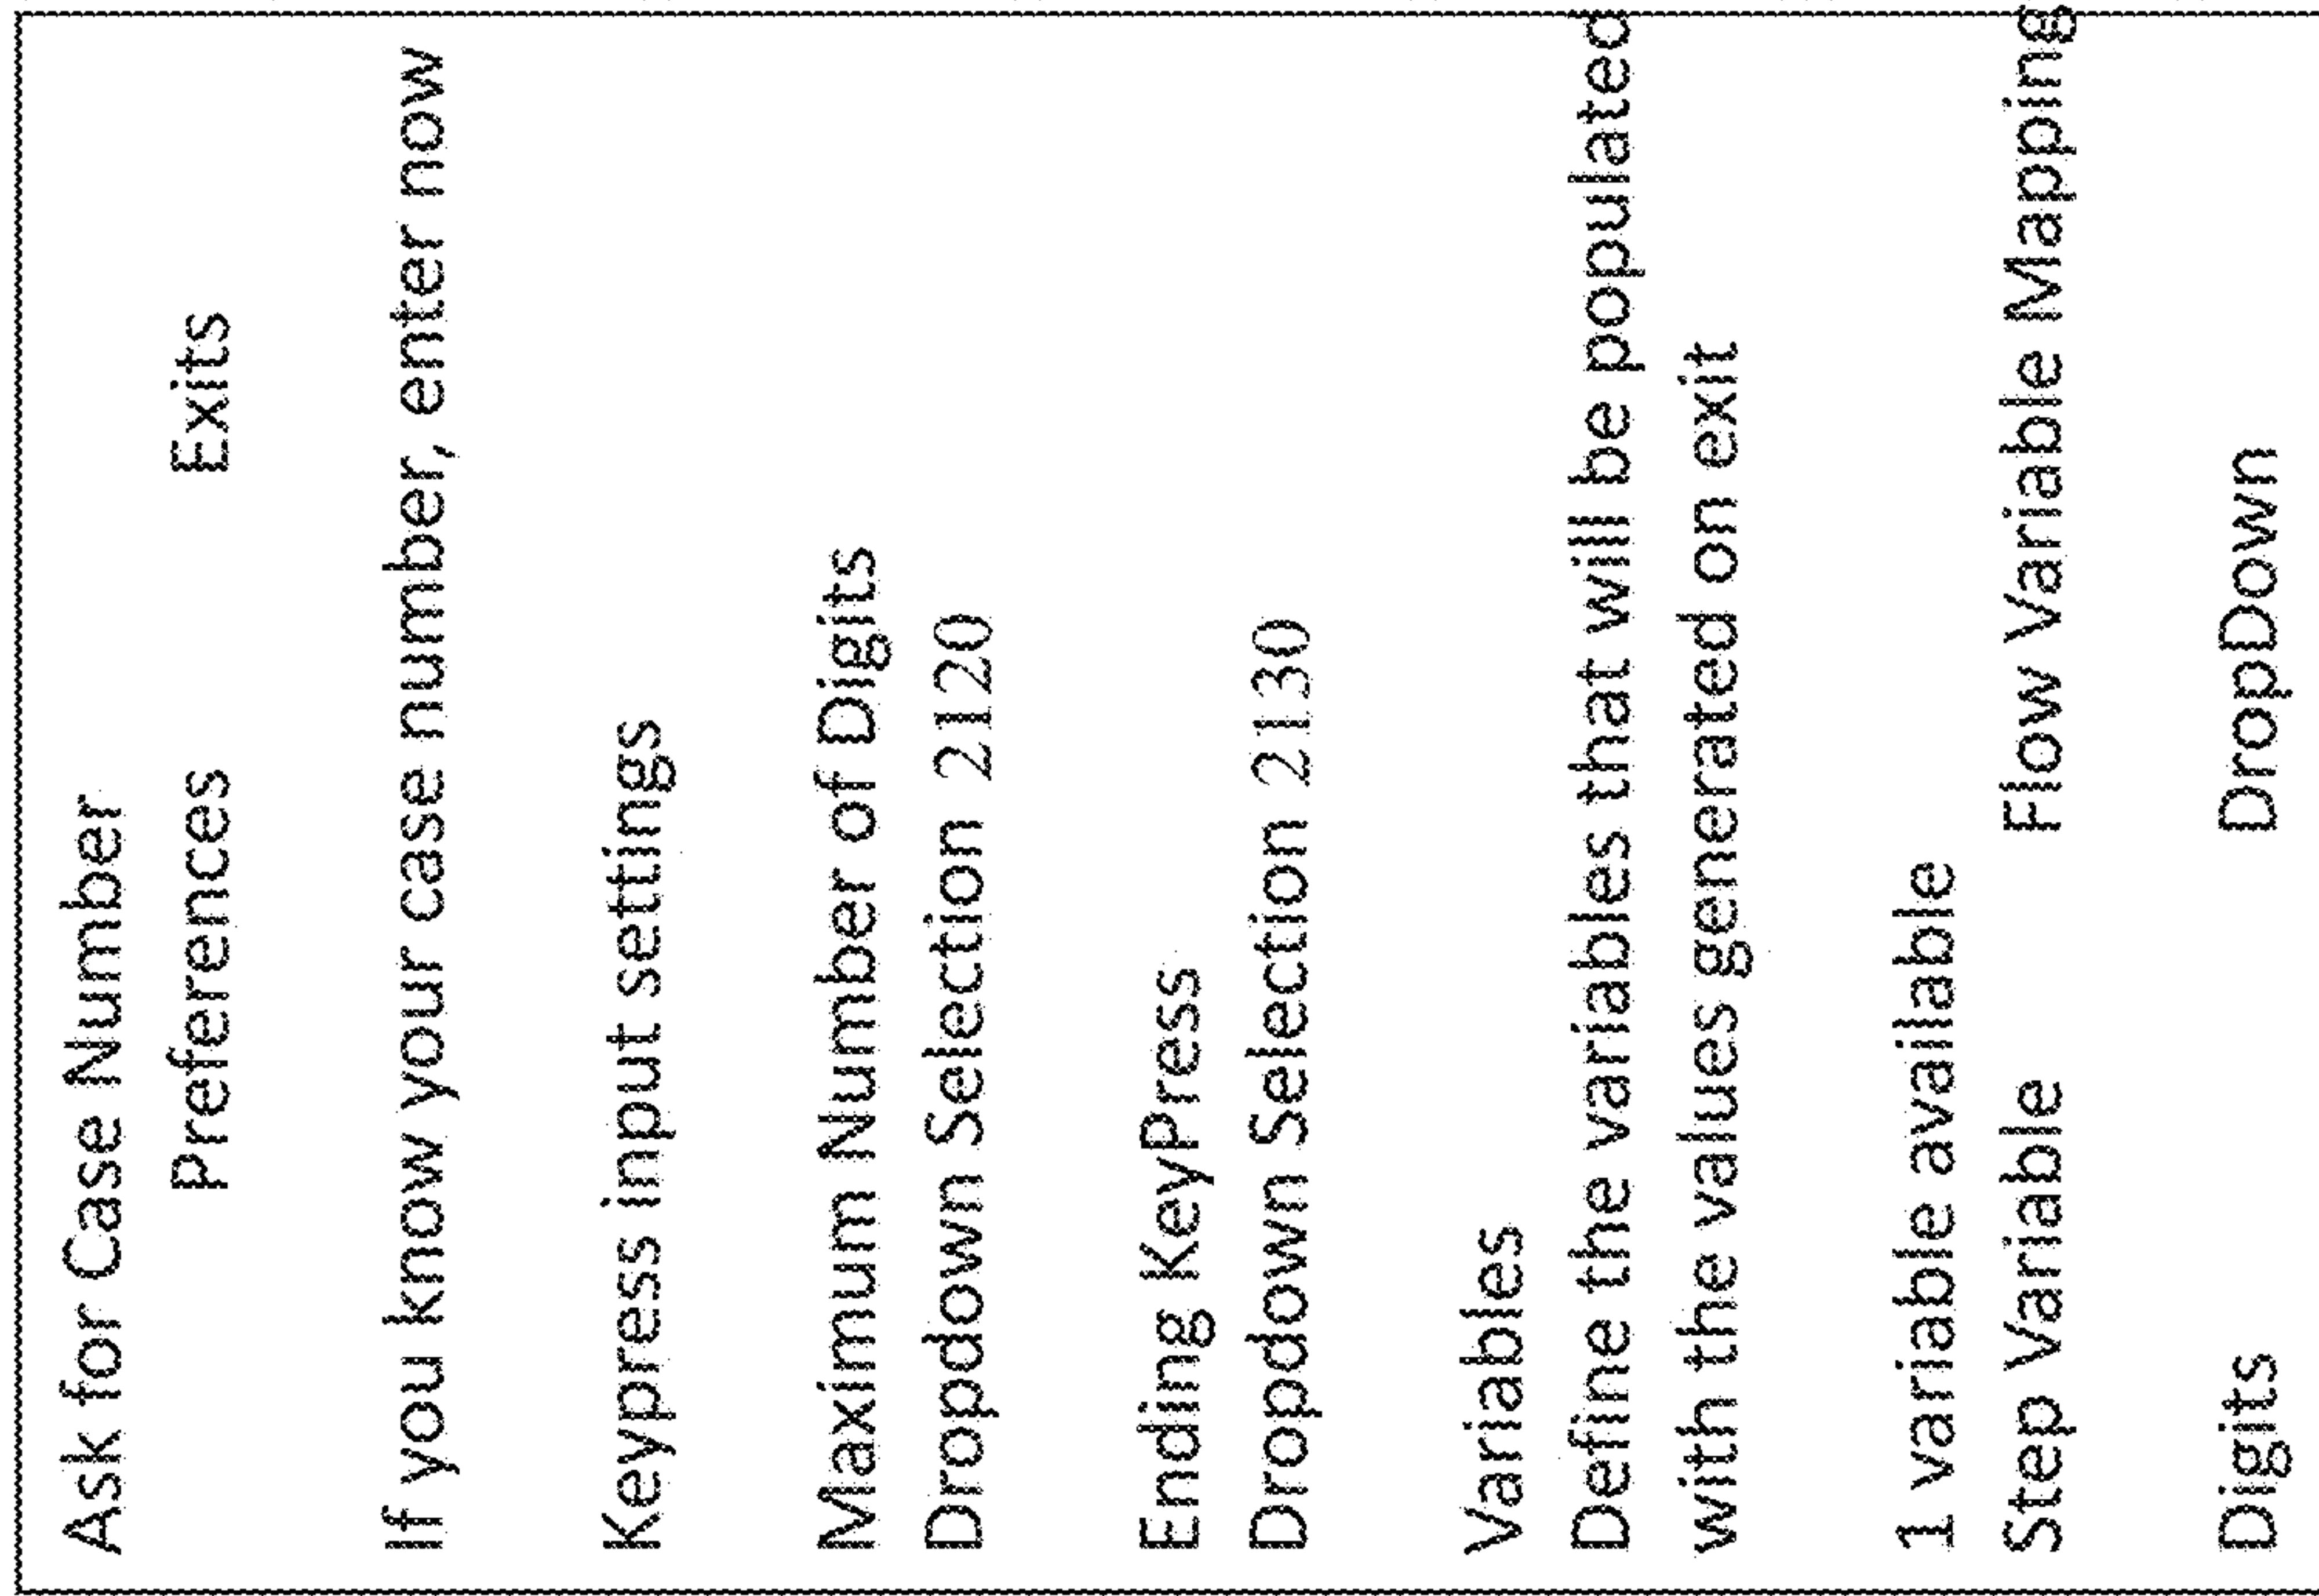 Ask for Case Number
Preferences Exits
If you know your case number, enter now
Keypress input settings
Maximum Number of Digits
Dropdown Selection 2120
Ending KeyPress
Dropdown Selection 2130
Variables
Define the variables that will be populated
with the values generated on exit
1 variable available
Step Variable Flow Variable Mapping
Digits DropDown